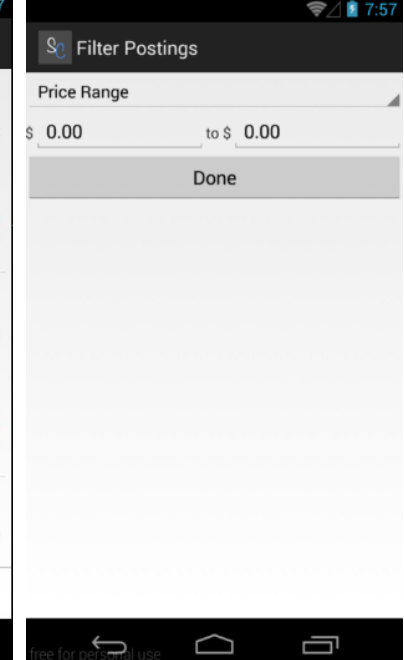 7:57
SC Filter Postings
Price Range
$ 0.00 to $ 0.00
Done
free for personal use